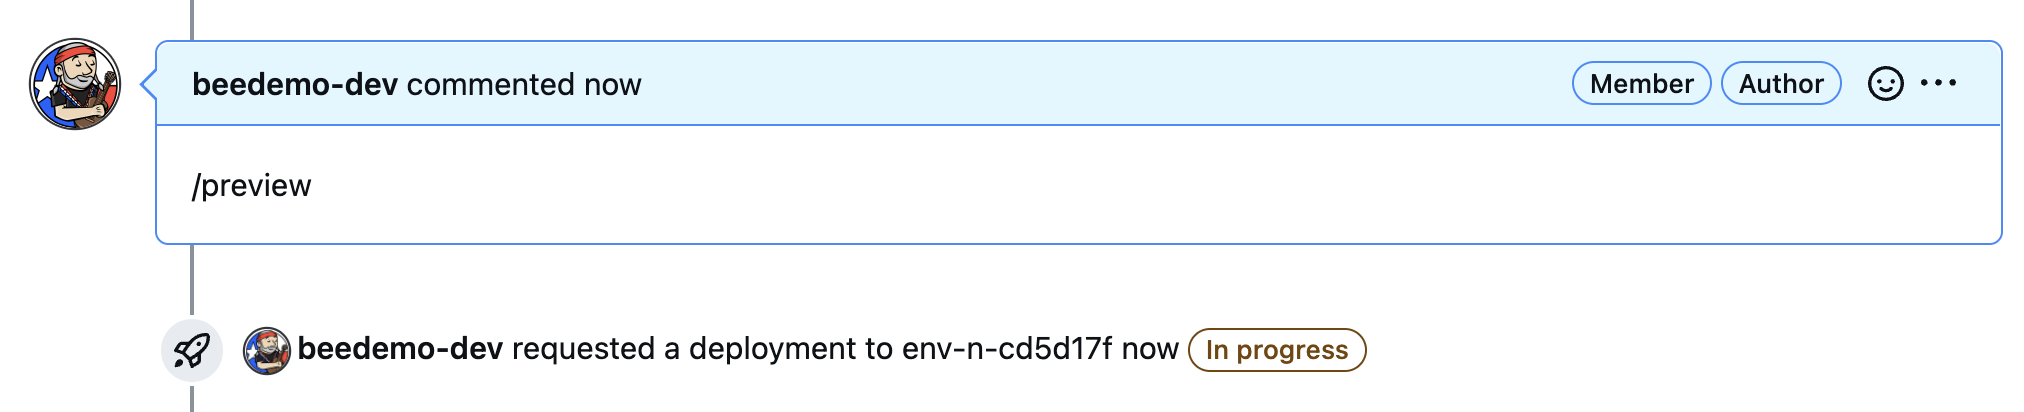 beedemo-dev commented now Member Author
/preview
beedemo-dev requested a deployment to env-n-cd5d17f now In progress